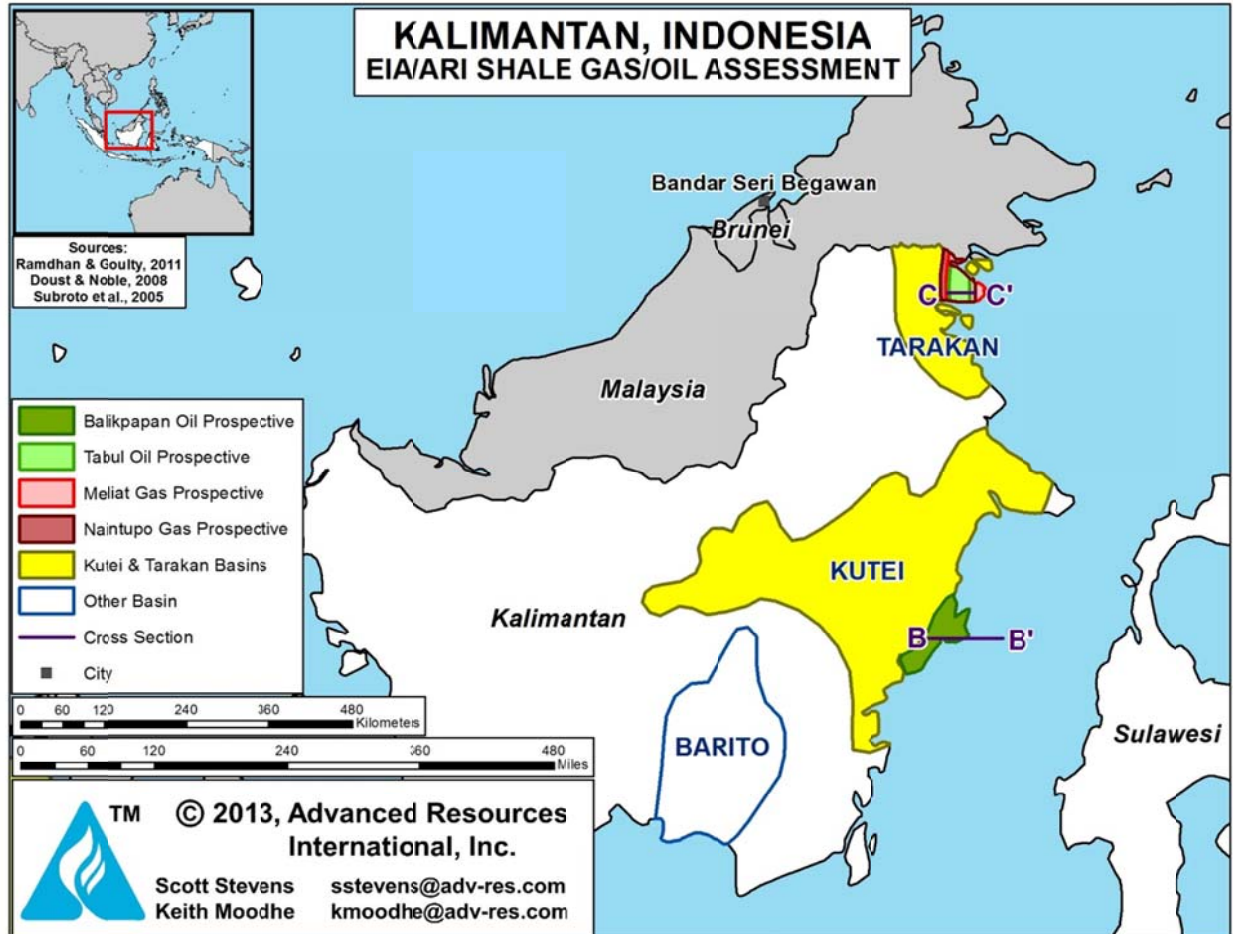 KALIMANTAN, INDONESIA
EIA/ARI SHALE GAS/OIL ASSESSMENT
Sources:
Ramdhan & Goulty, 2011
Doust & Noble, 2008
Subroto et al., 2005
Bandar Seri Begawan
Brunei
C
C'
TARAKAN
Malaysia
Balikpapan Oil Prospective
Tabul Oil Prospective
Meliat Gas Prospective
Naintupo Gas Prospective
Kutei & Tarakan Basins
Other Basin
Cross Section
City
KUTEI
Kalimantan
B
B'
BARITO
Sulawesi
0 60 120 240 360 480
Kilometes
0 60 120 240 360 480
Miles
TM
© 2013, Advanced Resources
International, Inc.
Scott Stevens sstevens@adv-res.com
Keith Moodhe kmoodhe@adv-res.com